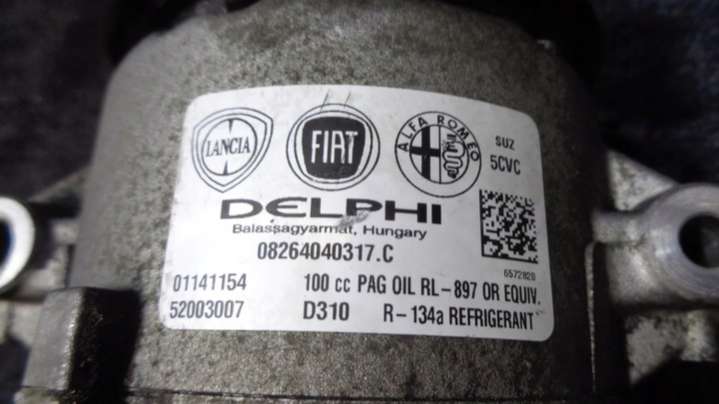 LANCIA
FIAT
ALFA ROMEO
SUZ
5CVC
DELPHI
Balassagyarmat, Hungary
08264040317.C
6572820
01141154 100 cc PAG OIL RL-897 OR EQUIV.
52003007 D310 R-134a REFRIGERANT